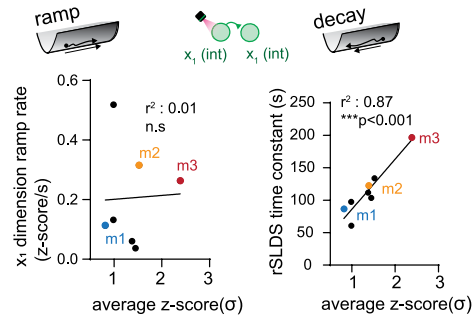 ramp
decay
x₁ (int) x₁ (int)
r² : 0.01
n.s
m2
m3
m1
x₁ dimension ramp rate
(z-score/s)
0.6
0.4
0.2
0.0
1 2 3
average z-score(σ)
r² : 0.87
***p<0.001
m3
m2
m1
rSLDS time constant (s)
250
200
150
100
50
0
1 2 3
average z-score(σ)